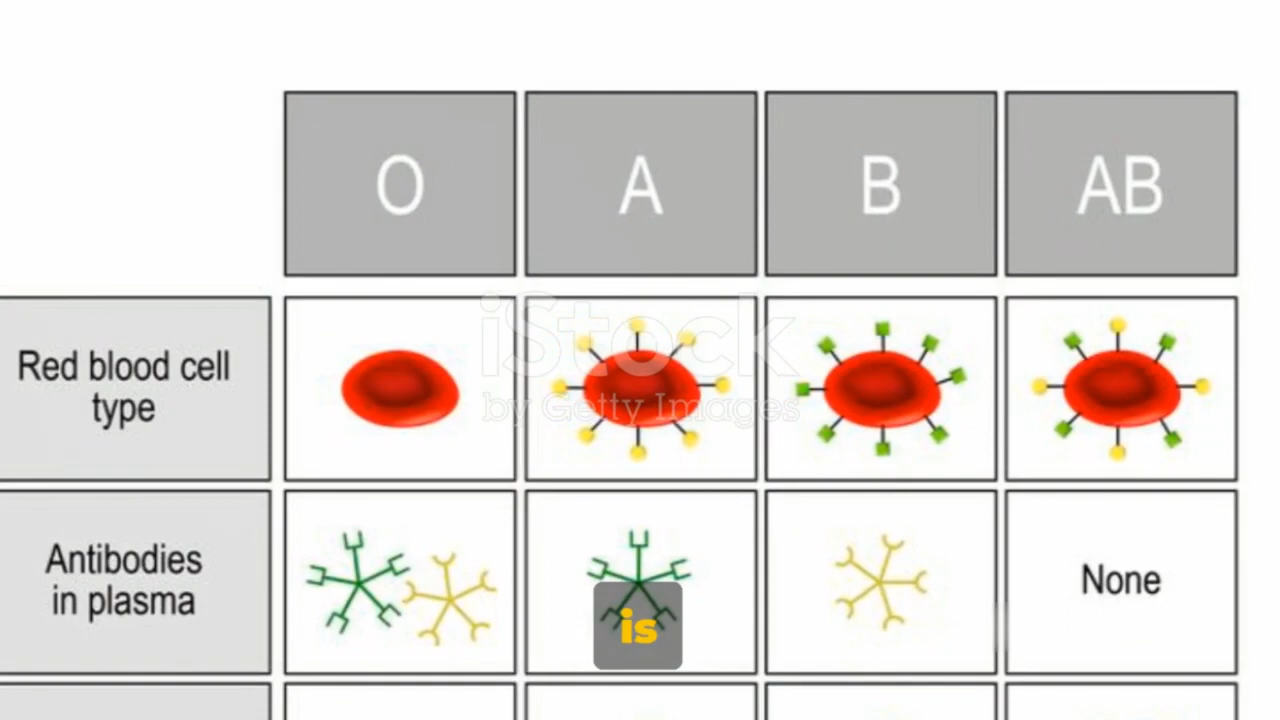 O
A
B
AB
iStock
by Getty Images
Red blood cell
type
Antibodies
in plasma
None
is